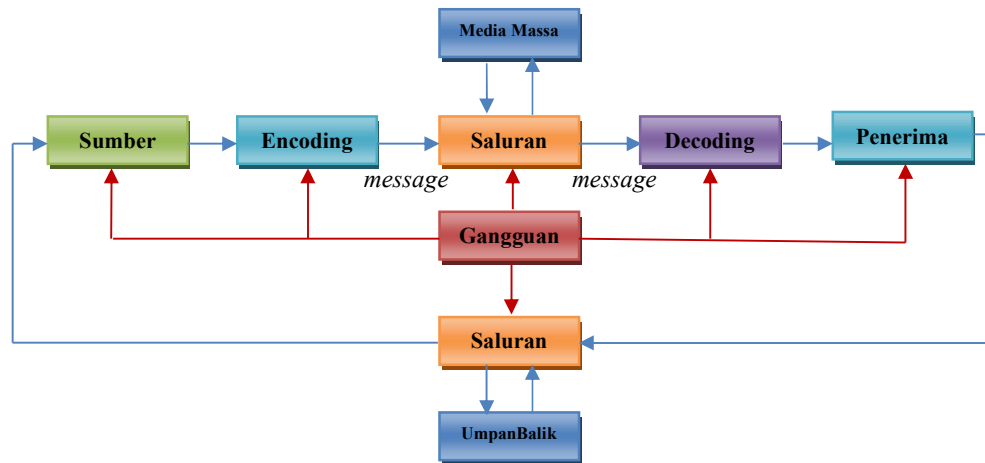 Media Massa
Sumber
Encoding
Saluran
Decoding
Penerima
message
message
Gangguan
Saluran
UmpanBalik